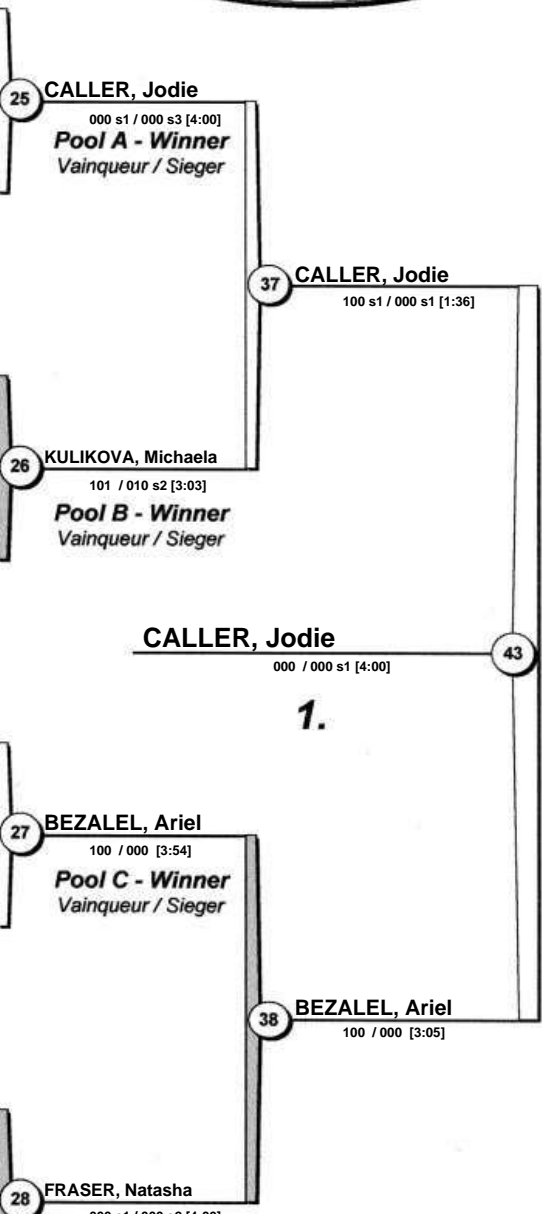 25 CALLER, Jodie
000 s1 / 000 s3 [4:00]
Pool A - Winner
Vainqueur / Sieger
37 CALLER, Jodie
100 s1 / 000 s1 [1:36]
26 KULIKOVA, Michaela
101 / 010 s2 [3:03]
Pool B - Winner
Vainqueur / Sieger
CALLER, Jodie
43
000 / 000 s1 [4:00]
1.
27 BEZALEL, Ariel
100 / 000 [3:54]
Pool C - Winner
Vainqueur / Sieger
38 BEZALEL, Ariel
100 / 000 [3:05]
28 FRASER, Natasha